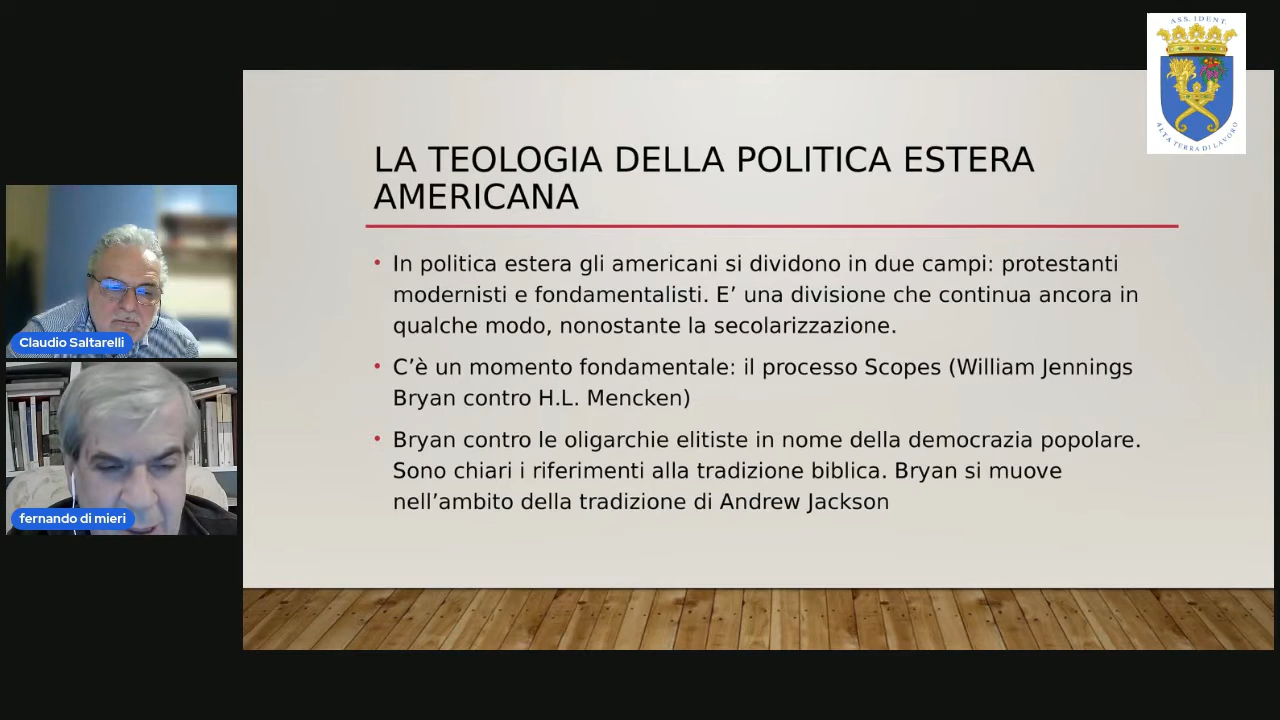 ASS. IDENT.
ALTA TERRA DI LAVORO
LA TEOLOGIA DELLA POLITICA ESTERA
AMERICANA
• In politica estera gli americani si dividono in due campi: protestanti
modernisti e fondamentalisti. E’ una divisione che continua ancora in
qualche modo, nonostante la secolarizzazione.
• C’è un momento fondamentale: il processo Scopes (William Jennings
Bryan contro H.L. Mencken)
• Bryan contro le oligarchie elitiste in nome della democrazia popolare.
Sono chiari i riferimenti alla tradizione biblica. Bryan si muove
nell’ambito della tradizione di Andrew Jackson
Claudio Saltarelli
fernando di mieri